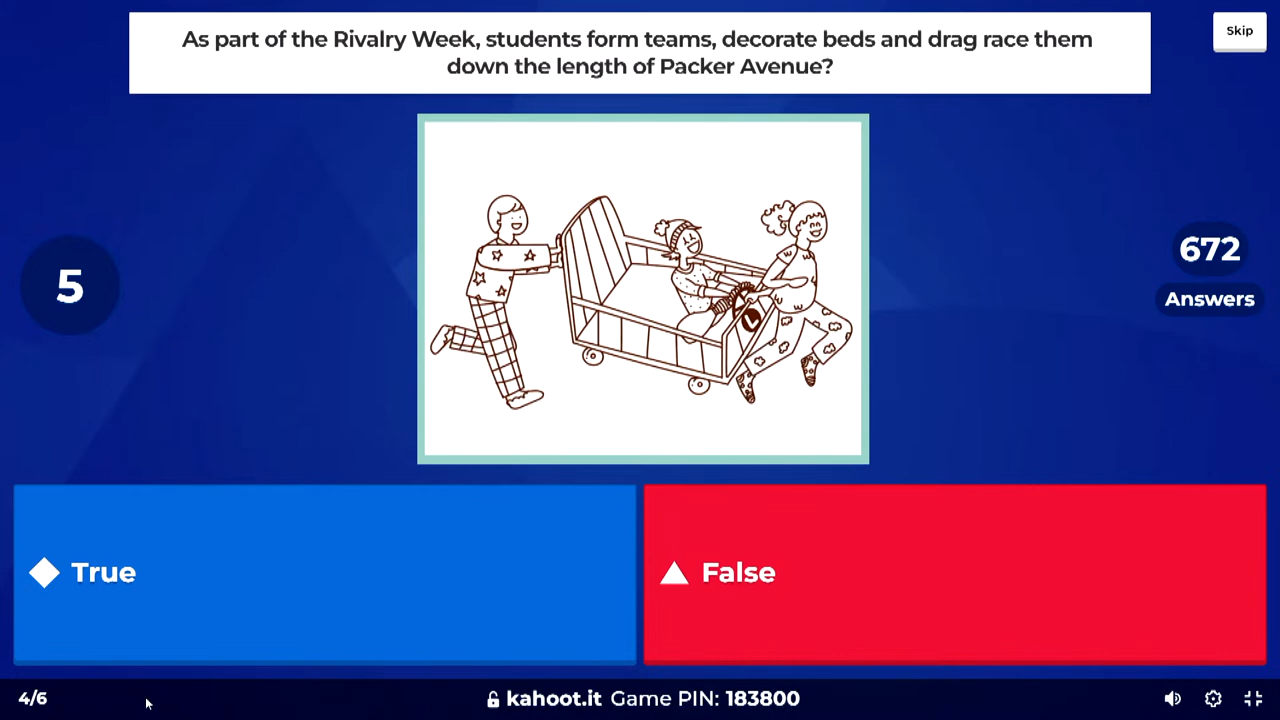 As part of the Rivalry Week, students form teams, decorate beds and drag race them
down the length of Packer Avenue?
Skip
5
672
Answers
True
False
4/6
kahoot.it Game PIN: 183800